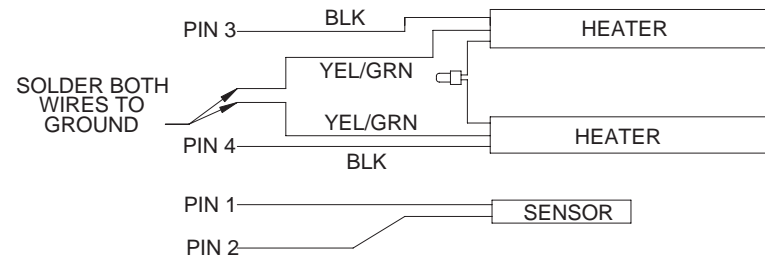 BLK
PIN 3
HEATER
YEL/GRN
SOLDER BOTH
WIRES TO
GROUND
YEL/GRN
HEATER
PIN 4
BLK
PIN 1
SENSOR
PIN 2